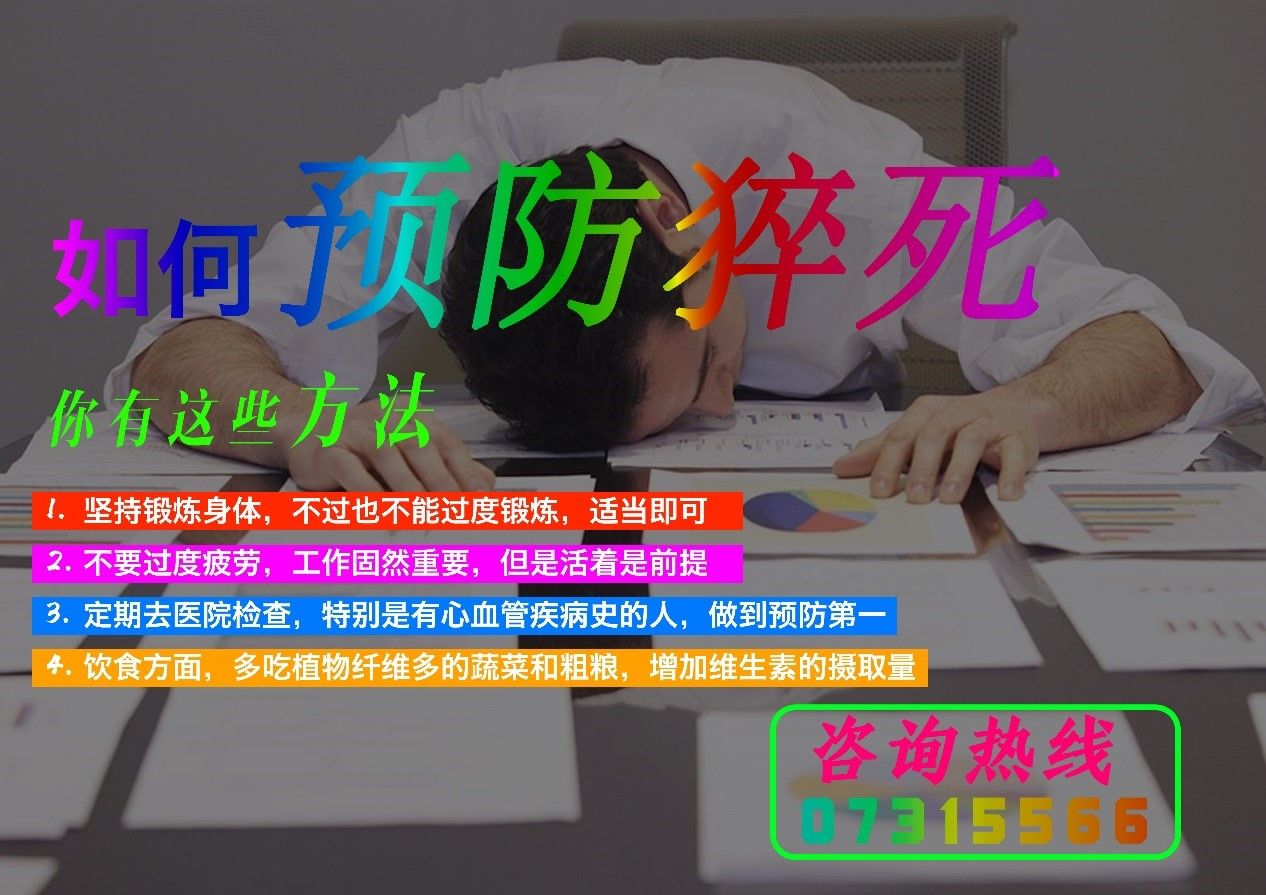 如何预防猝死
你有这些方法
1. 坚持锻炼身体，不过也不能过度锻炼，适当即可
2. 不要过度疲劳，工作固然重要，但是活着是前提
3. 定期去医院检查，特别是有心血管疾病史的人，做到预防第一
4. 饮食方面，多吃植物纤维多的蔬菜和粗粮，增加维生素的摄取量
咨询热线
07315566